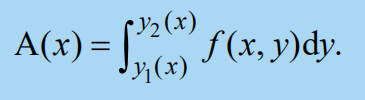 A(x) = ∫_{y₁(x)}^{y₂(x)} f(x, y)dy.